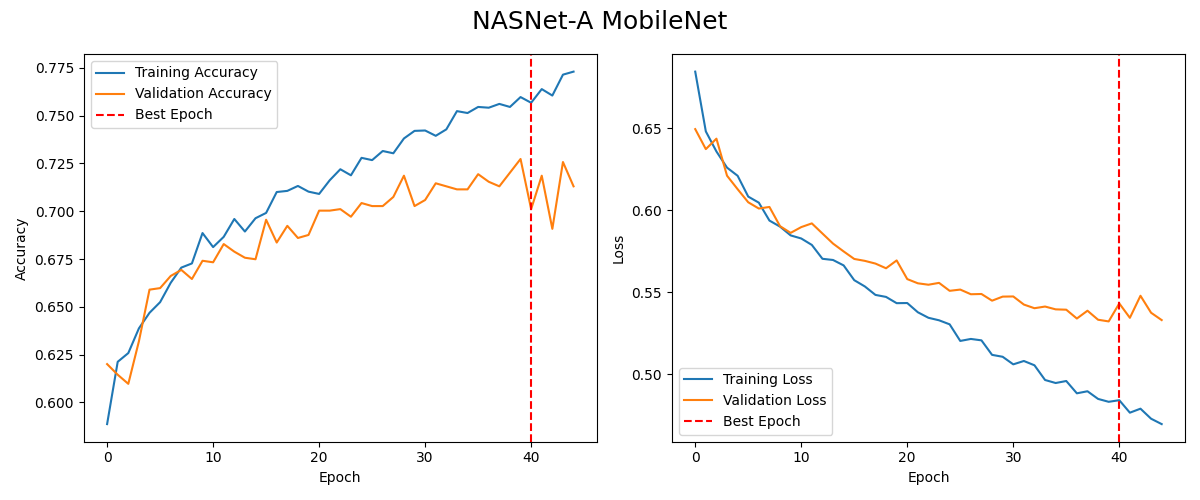 NASNet-A MobileNet
Training Accuracy
Validation Accuracy
Best Epoch
0.775
0.750
0.725
0.700
0.675
0.650
0.625
0.600
Accuracy
0
10
20
30
40
Epoch
0.65
0.60
0.55
0.50
Loss
Training Loss
Validation Loss
Best Epoch
0
10
20
30
40
Epoch